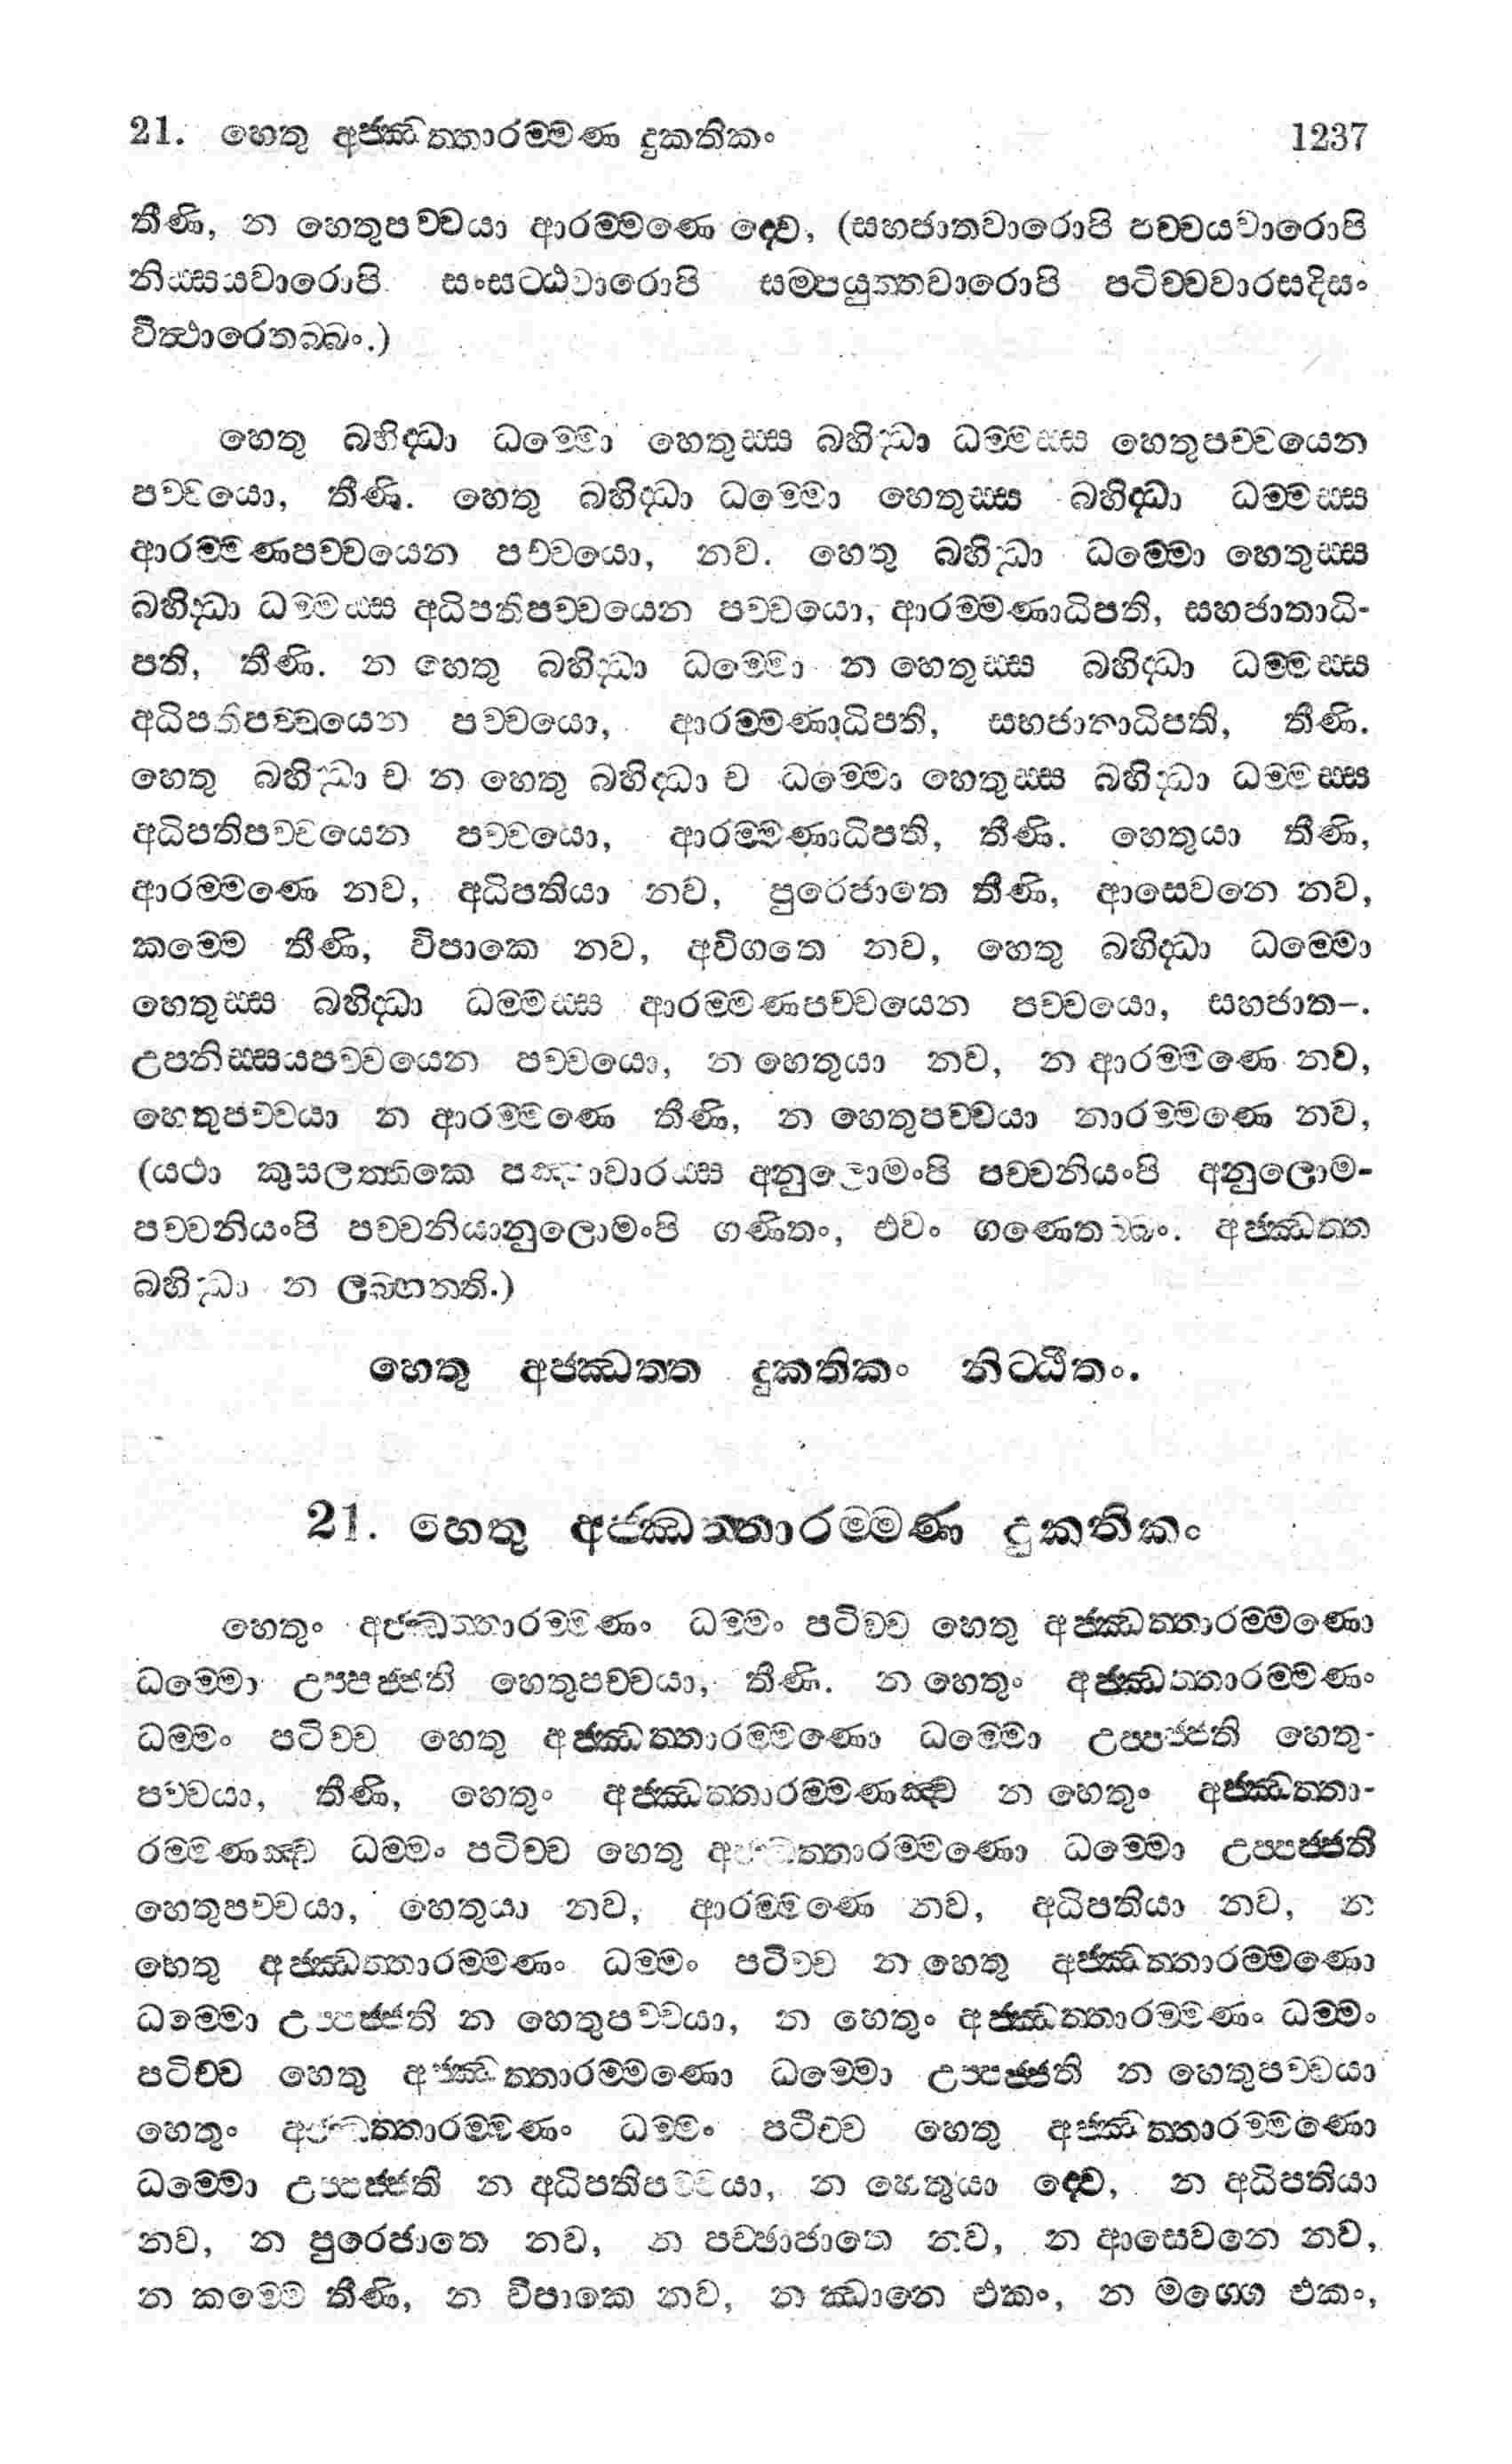 21. හෙතු අජ්ඣත්තාරම්මණ දුකතිකං 1237
තීණි, න හෙතුපච්චයා ආරම්මණෙ ද්වෙ, (සහජාතවාරොපි පච්චයවාරොපි
නිස්සයවාරොපි සංසට්ඨවාරොපි සම්පයුත්තවාරොපි පටිච්චවාරසදිසං
විත්ථාරෙතබ්බං.)
හෙතු බහිද්ධා ධම්මො හෙතුස්ස බහිද්ධා ධම්මස්ස හෙතුපච්චයෙන
පච්චයො, තීණි. හෙතු බහිද්ධා ධම්මො හෙතුස්ස බහිද්ධා ධම්මස්ස
ආරම්මණපච්චයෙන පච්චයො, නව. හෙතු බහිද්ධා ධම්මො හෙතුස්ස
බහිද්ධා ධම්මස්ස අධිපතිපච්චයෙන පච්චයො, ආරම්මණාධිපති, සහජාතාධි-
පති, තීණි. න හෙතු බහිද්ධා ධම්මො න හෙතුස්ස බහිද්ධා ධම්මස්ස
අධිපතිපච්චයෙන පච්චයො, ආරම්මණාධිපති, සහජාතාධිපති, තීණි.
හෙතු බහිද්ධා ච න හෙතු බහිද්ධා ච ධම්මො හෙතුස්ස බහිද්ධා ධම්මස්ස
අධිපතිපච්චයෙන පච්චයො, ආරම්මණාධිපති, තීණි. හෙතුයා තීණි,
ආරම්මණෙ නව, අධිපතියා නව, පුරෙජාතෙ තීණි, ආසෙවනෙ නව,
කම්මෙ තීණි, විපාකෙ නව, අවිගතෙ නව, හෙතු බහිද්ධා ධම්මො
හෙතුස්ස බහිද්ධා ධම්මස්ස ආරම්මණපච්චයෙන පච්චයො, සහජාත–.
උපනිස්සයපච්චයෙන පච්චයො, න හෙතුයා නව, න ආරම්මණෙ නව,
හෙතුපච්චයා න ආරම්මණෙ තීණි, න හෙතුපච්චයා නාරම්මණෙ නව,
(යථා කුසලත්තිකෙ පඤ්හාවාරස්ස අනුලොමංපි පච්චනියංපි අනුලොම-
පච්චනියංපි පච්චනියානුලොමංපි ගණිතං, එවං ගණෙතබ්බං. අජ්ඣත්ත
බහිද්ධා න ලබ්භන්ති.)
හෙතු අජ්ඣත්ත දුකතිකං නිට්ඨිතං.
21. හෙතු අජ්ඣත්තාරම්මණ දුකතිකං
හෙතුං අජ්ඣත්තාරම්මණං ධම්මං පටිච්ච හෙතු අජ්ඣත්තාරම්මණො
ධම්මො උප්පජ්ජති හෙතුපච්චයා, තීණි. න හෙතුං අජ්ඣත්තාරම්මණං
ධම්මං පටිච්ච හෙතු අජ්ඣත්තාරම්මණො ධම්මො උප්පජ්ජති හෙතු-
පච්චයා, තීණි, හෙතුං අජ්ඣත්තාරම්මණඤ්ච න හෙතුං අජ්ඣත්තා-
රම්මණඤ්ච ධම්මං පටිච්ච හෙතු අජ්ඣත්තාරම්මණො ධම්මො උප්පජ්ජති
හෙතුපච්චයා, හෙතුයා නව, ආරම්මණෙ නව, අධිපතියා නව, න
හෙතු අජ්ඣත්තාරම්මණං ධම්මං පටිච්ච න හෙතු අජ්ඣත්තාරම්මණො
ධම්මො උප්පජ්ජති න හෙතුපච්චයා, න හෙතුං අජ්ඣත්තාරම්මණං ධම්මං
පටිච්ච හෙතු අජ්ඣත්තාරම්මණො ධම්මො උප්පජ්ජති න හෙතුපච්චයා
හෙතුං අජ්ඣත්තාරම්මණං ධම්මං පටිච්ච හෙතු අජ්ඣත්තාරම්මණො
ධම්මො උප්පජ්ජති න අධිපතිපච්චයා, න හෙතුයා ද්වෙ, න අධිපතියා
නව, න පුරෙජාතෙ නව, න පච්ඡාජාතෙ නව, න ආසෙවනෙ නව,
න කම්මෙ තීණි, න විපාකෙ නව, න ඣානෙ එකං, න මග්ගෙ එකං,